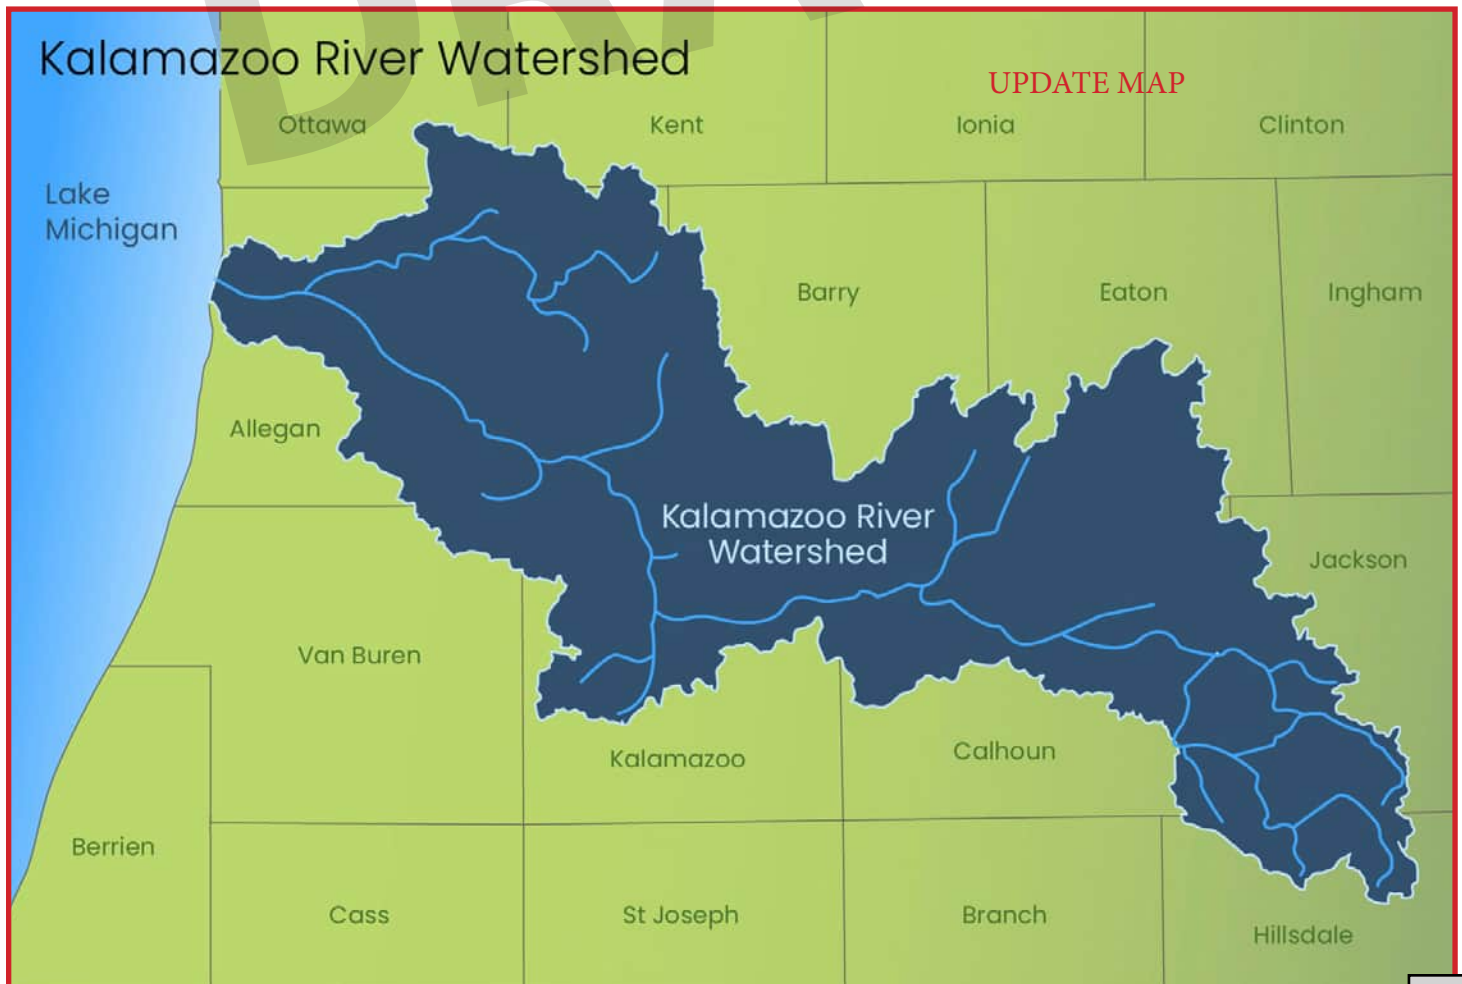 Kalamazoo River Watershed
UPDATE MAP
Ottawa
Kent
Ionia
Clinton
Lake
Michigan
Barry
Eaton
Ingham
Allegan
Kalamazoo River
Watershed
Jackson
Van Buren
Kalamazoo
Calhoun
Berrien
Cass
St Joseph
Branch
Hillsdale